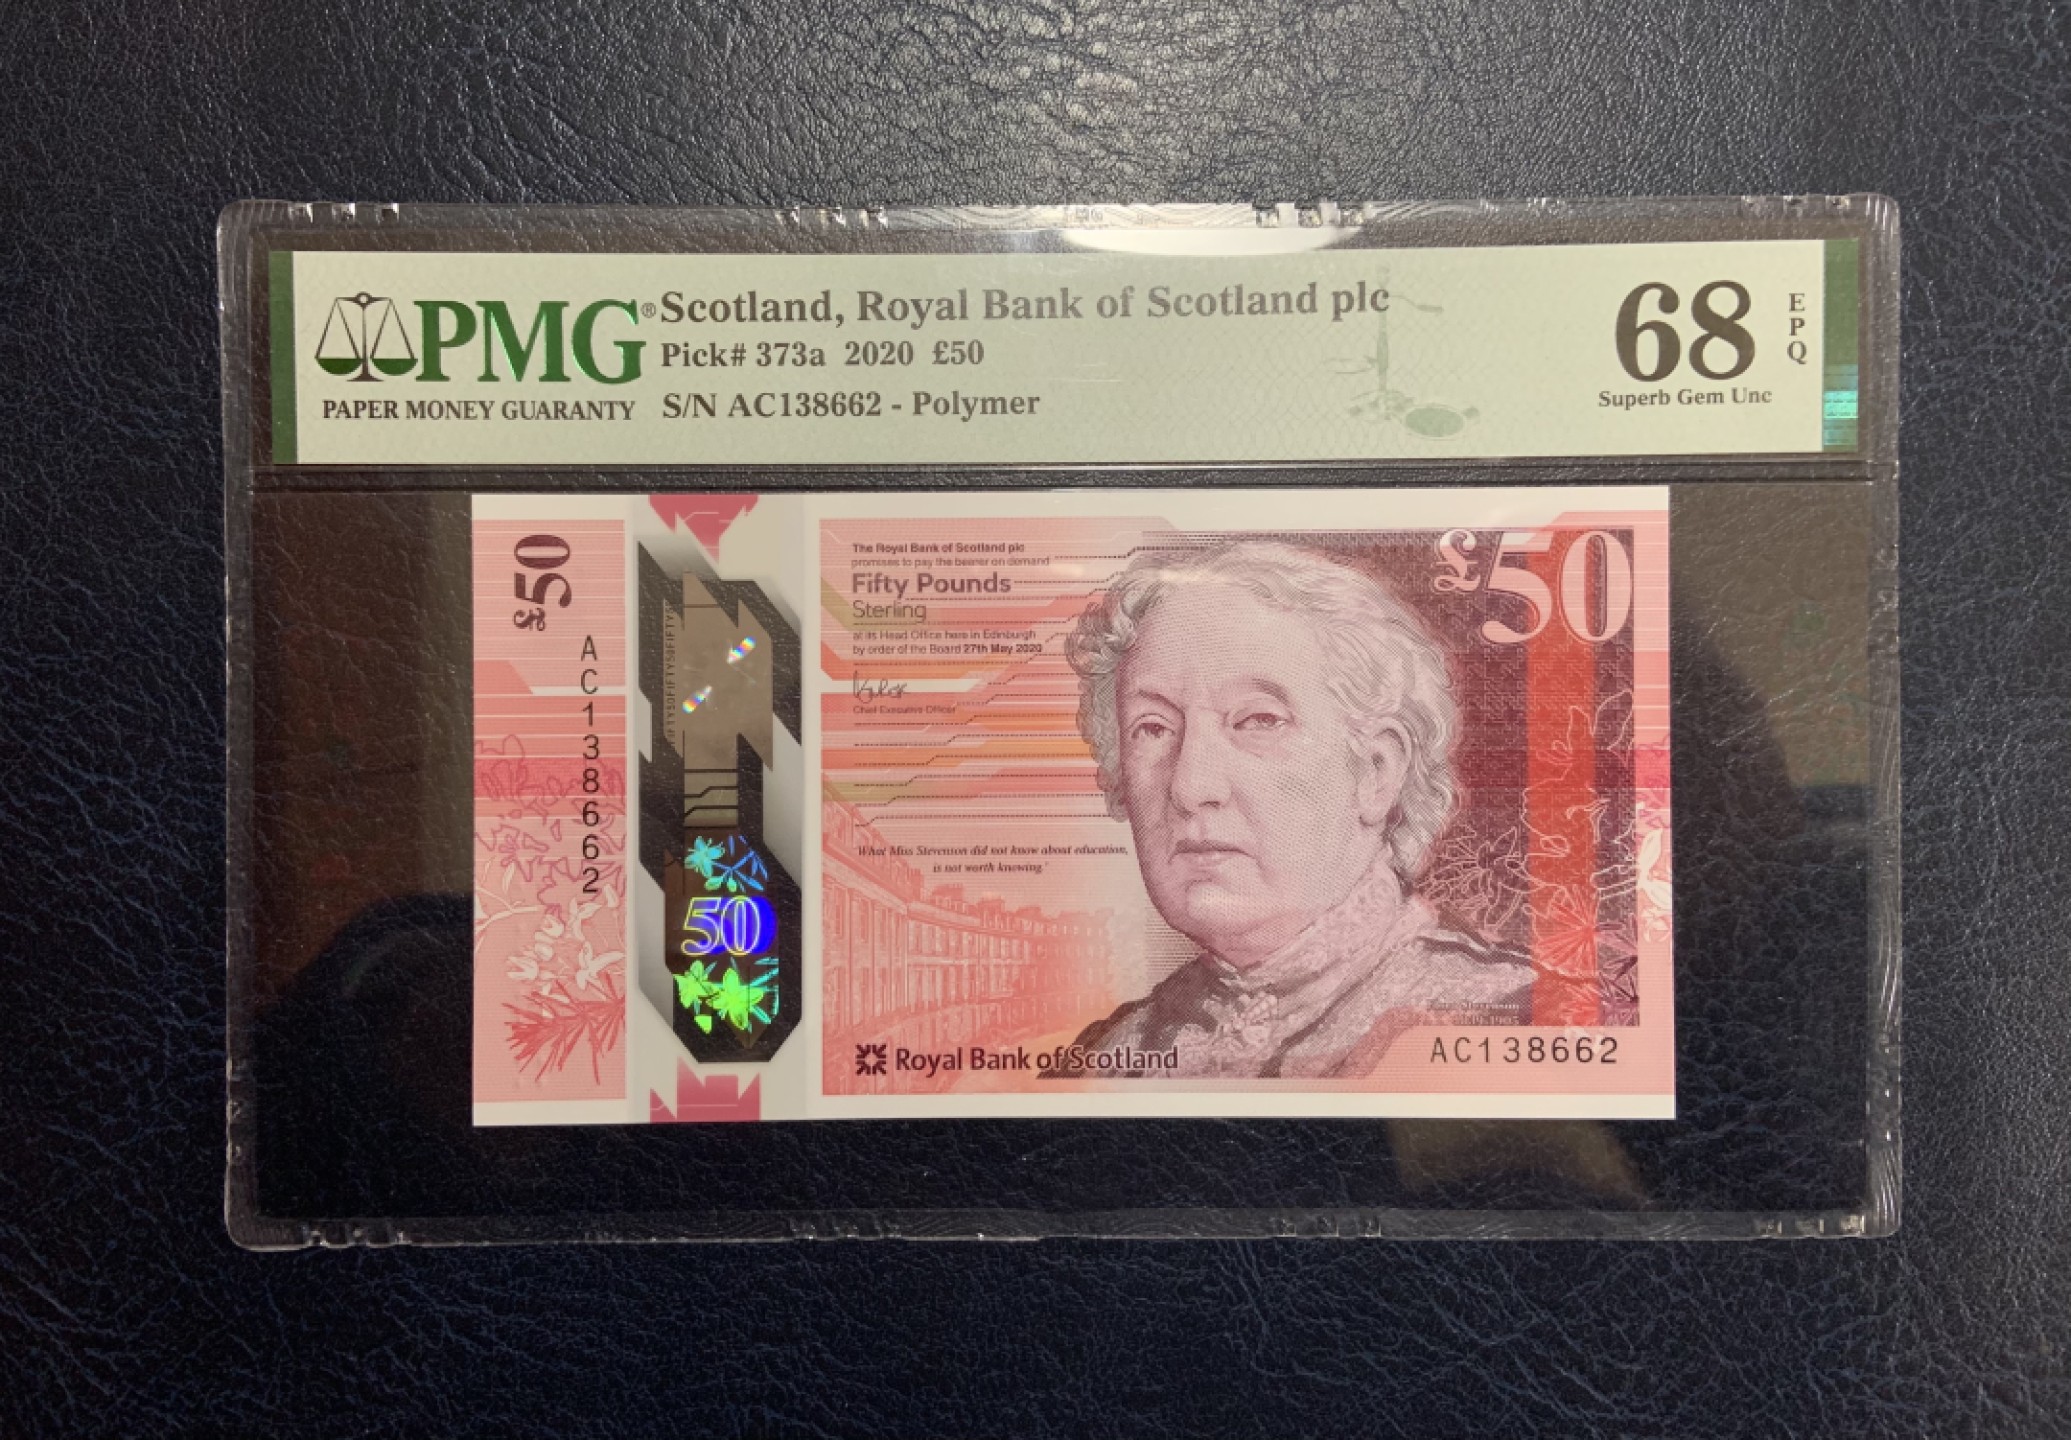 PMG®
PAPER MONEY GUARANTY
Scotland, Royal Bank of Scotland plc
Pick# 373a 2020 £50
S/N AC138662 - Polymer
68
EPQ
Superb Gem Unc
£50
AC138662
50
The Royal Bank of Scotland plc
promises to pay the bearer on demand
Fifty Pounds
Sterling
at its Head Office here in Edinburgh
by order of the Board 27th May 2020
Chief Executive Officer
'What Miss Stevenson did not know about education,
is not worth knowing.'
£50
Royal Bank of Scotland
AC138662